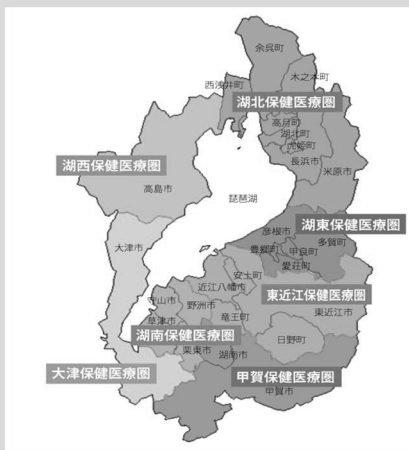 余呉町
西浅井町
木之本町
湖北保健医療圏
高月町
湖北町
虎姫町
長浜市
米原市
湖西保健医療圏
高島市
琵琶湖
湖東保健医療圏
彦根市
多賀町
豊郷町
甲良町
愛荘町
大津市
安土町
近江八幡市
東近江保健医療圏
守山市
野洲市
東近江市
草津市
竜王町
湖南保健医療圏
日野町
栗東市
湖南市
大津保健医療圏
甲賀保健医療圏
甲賀市